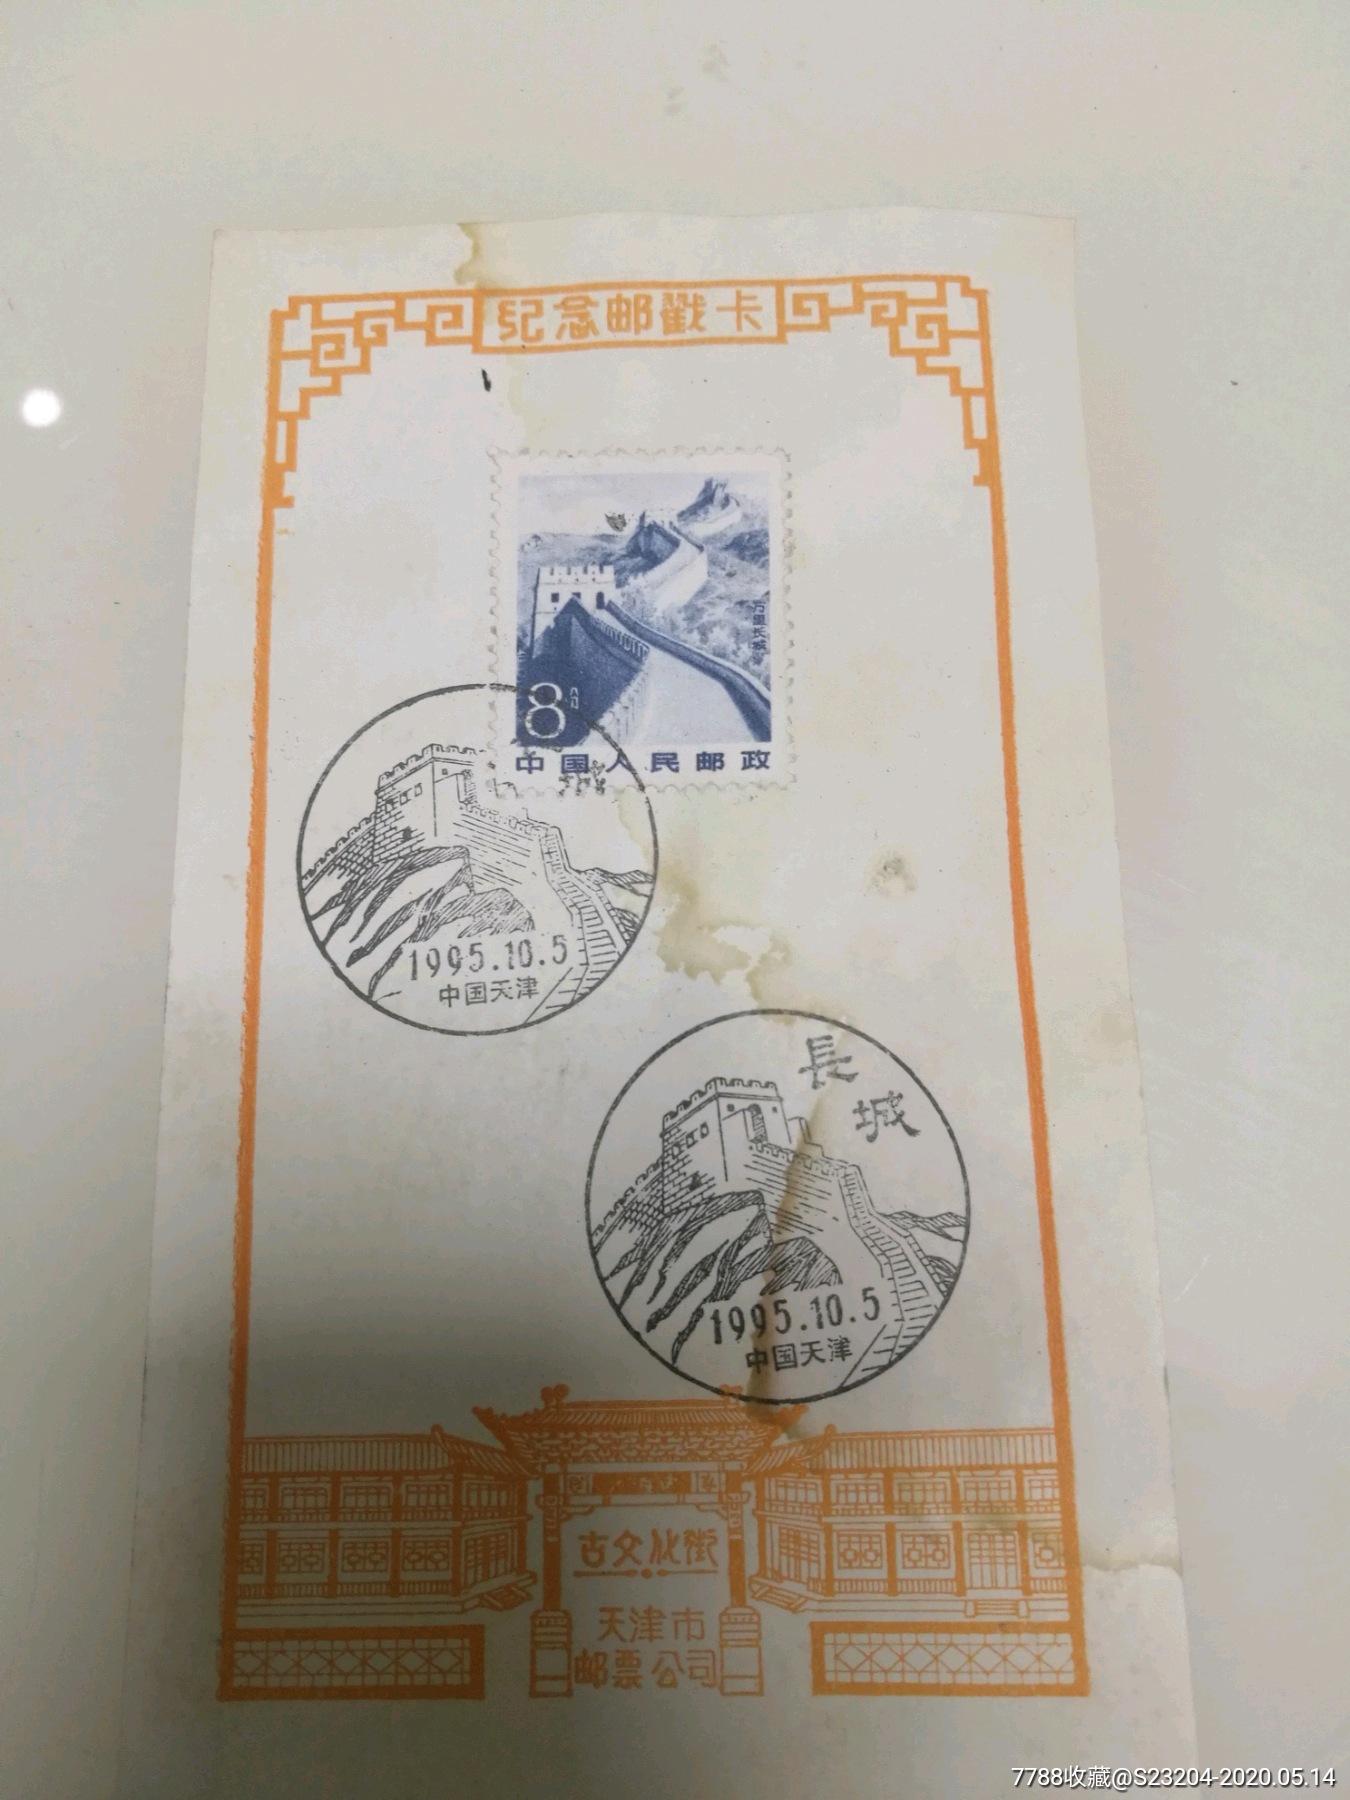 纪念邮戳卡
万里长城
8分
中国人民邮政
城
1995.10.5
中国天津
長
城
1995.10.5
中国天津
古文化街
天津市
邮票公司
7788收藏@S23204-2020.05.14